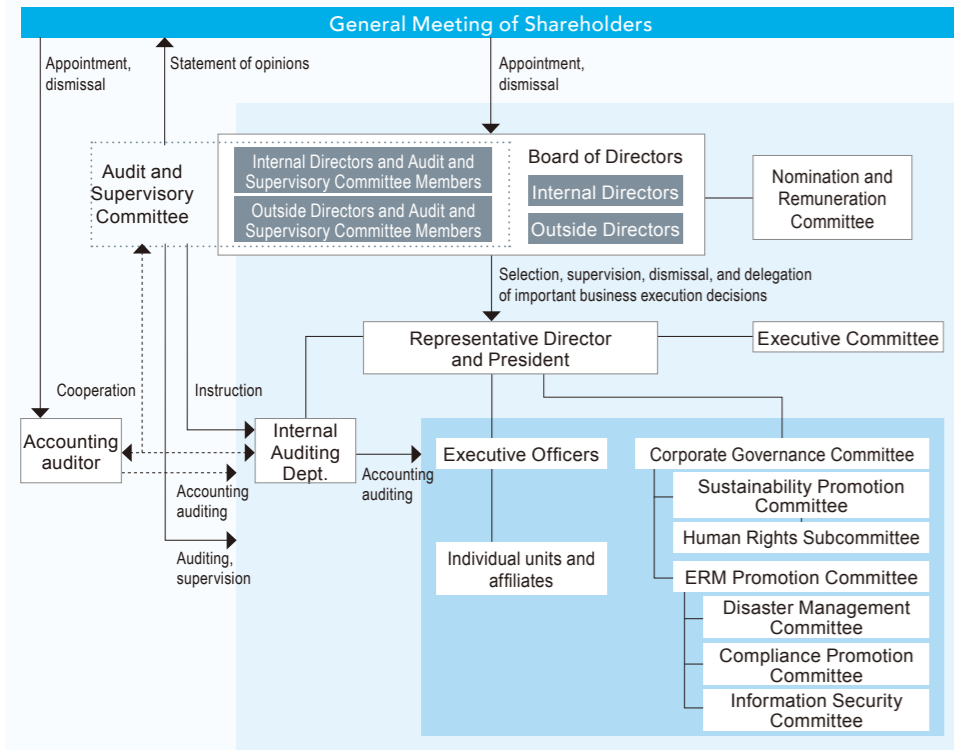 General Meeting of Shareholders
Appointment,
dismissal
Statement of opinions
Appointment,
dismissal
Audit and
Supervisory
Committee
Internal Directors and Audit and
Supervisory Committee Members
Outside Directors and Audit and
Supervisory Committee Members
Board of Directors
Internal Directors
Outside Directors
Nomination and
Remuneration
Committee
Selection, supervision, dismissal, and delegation
of important business execution decisions
Representative Director
and President
Executive Committee
Cooperation
Instruction
Accounting
auditor
Internal
Auditing
Dept.
Accounting
auditing
Accounting
auditing
Auditing,
supervision
Executive Officers
Individual units and
affiliates
Corporate Governance Committee
Sustainability Promotion
Committee
Human Rights Subcommittee
ERM Promotion Committee
Disaster Management
Committee
Compliance Promotion
Committee
Information Security
Committee